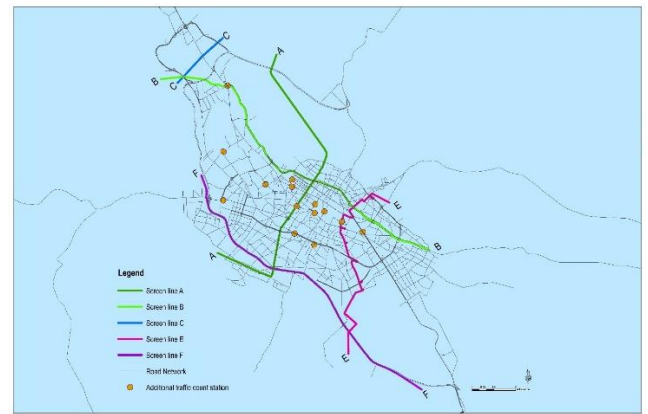 C
A
B
C
F
E
B
A
Legend
Screen line A
Screen line B
Screen line C
Screen line E
Screen line F
Road Network
Additional traffic count station
E
F